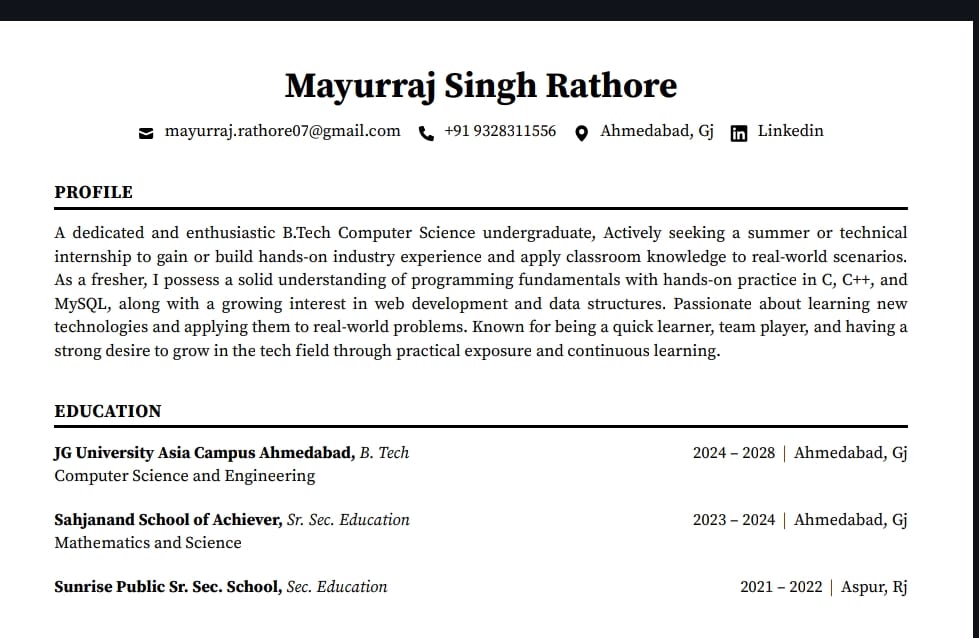 Mayurraj Singh Rathore
mayurraj.rathore07@gmail.com +91 9328311556 Ahmedabad, Gj Linkedin
PROFILE
A dedicated and enthusiastic B.Tech Computer Science undergraduate, Actively seeking a summer or technical
internship to gain or build hands-on industry experience and apply classroom knowledge to real-world scenarios.
As a fresher, I possess a solid understanding of programming fundamentals with hands-on practice in C, C++, and
MySQL, along with a growing interest in web development and data structures. Passionate about learning new
technologies and applying them to real-world problems. Known for being a quick learner, team player, and having a
strong desire to grow in the tech field through practical exposure and continuous learning.
EDUCATION
JG University Asia Campus Ahmedabad, B. Tech 2024 – 2028 | Ahmedabad, Gj
Computer Science and Engineering
Sahjanand School of Achiever, Sr. Sec. Education 2023 – 2024 | Ahmedabad, Gj
Mathematics and Science
Sunrise Public Sr. Sec. School, Sec. Education 2021 – 2022 | Aspur, Rj